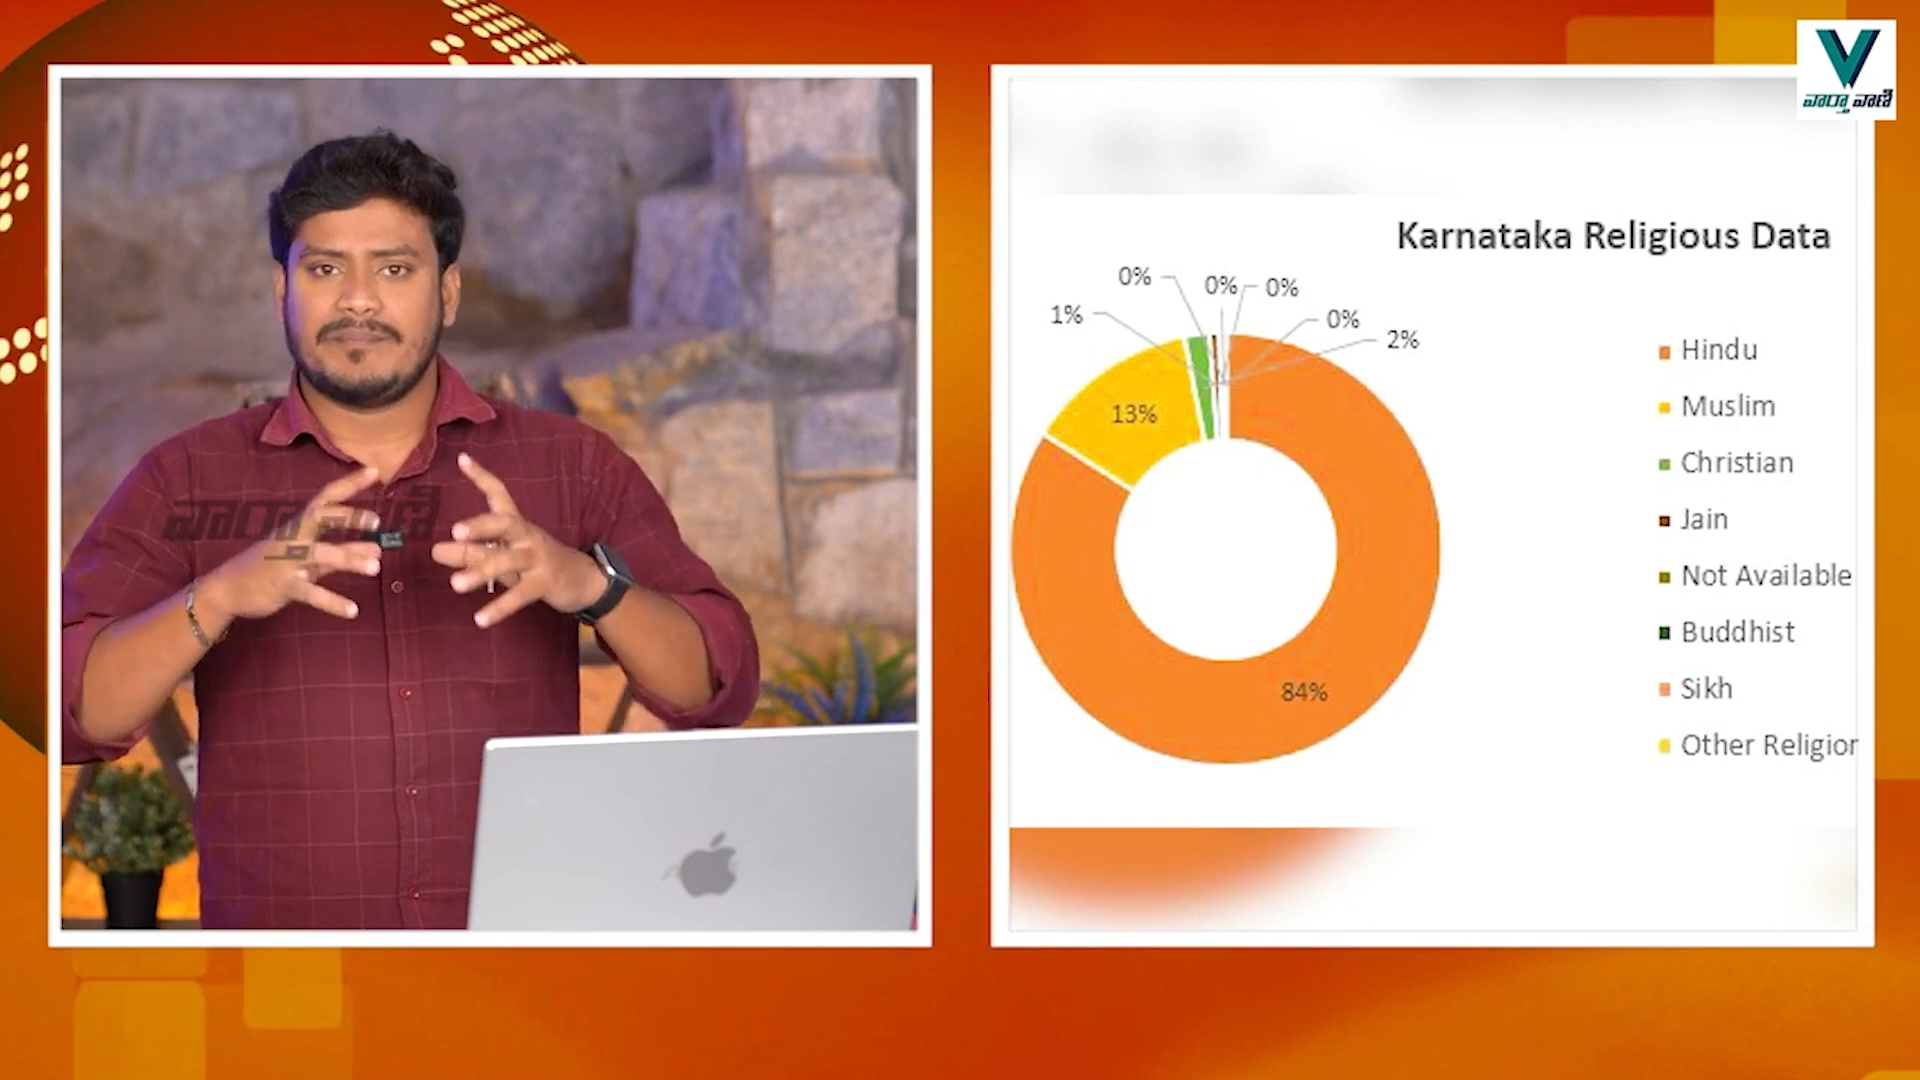 వార్తా వాణి
వార్తా వాణి
Karnataka Religious Data
0%
0%
0%
1%
0%
2%
13%
84%
Hindu
Muslim
Christian
Jain
Not Available
Buddhist
Sikh
Other Religion